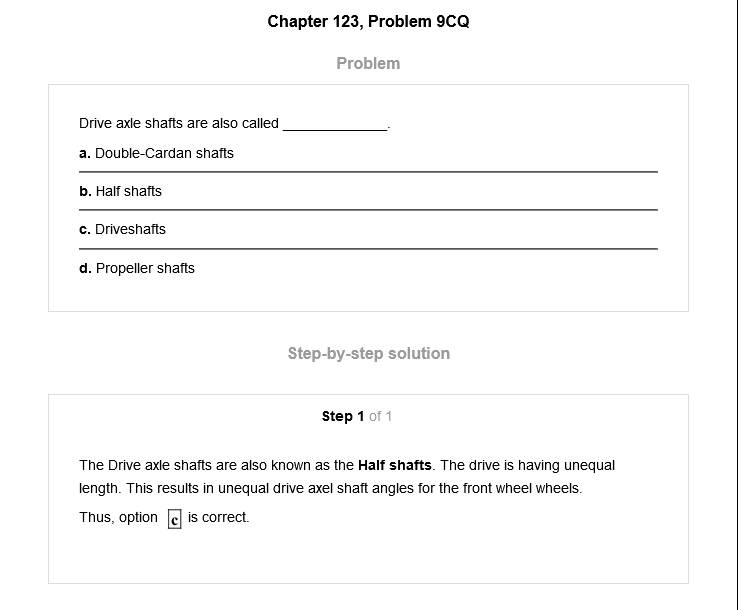 Chapter 123, Problem 9CQ
Problem
Drive axle shafts are also called ______________.
a. Double-Cardan shafts
b. Half shafts
c. Driveshafts
d. Propeller shafts
Step-by-step solution
Step 1 of 1
The Drive axle shafts are also known as the Half shafts. The drive is having unequal
length. This results in unequal drive axel shaft angles for the front wheel wheels.
Thus, option c is correct.